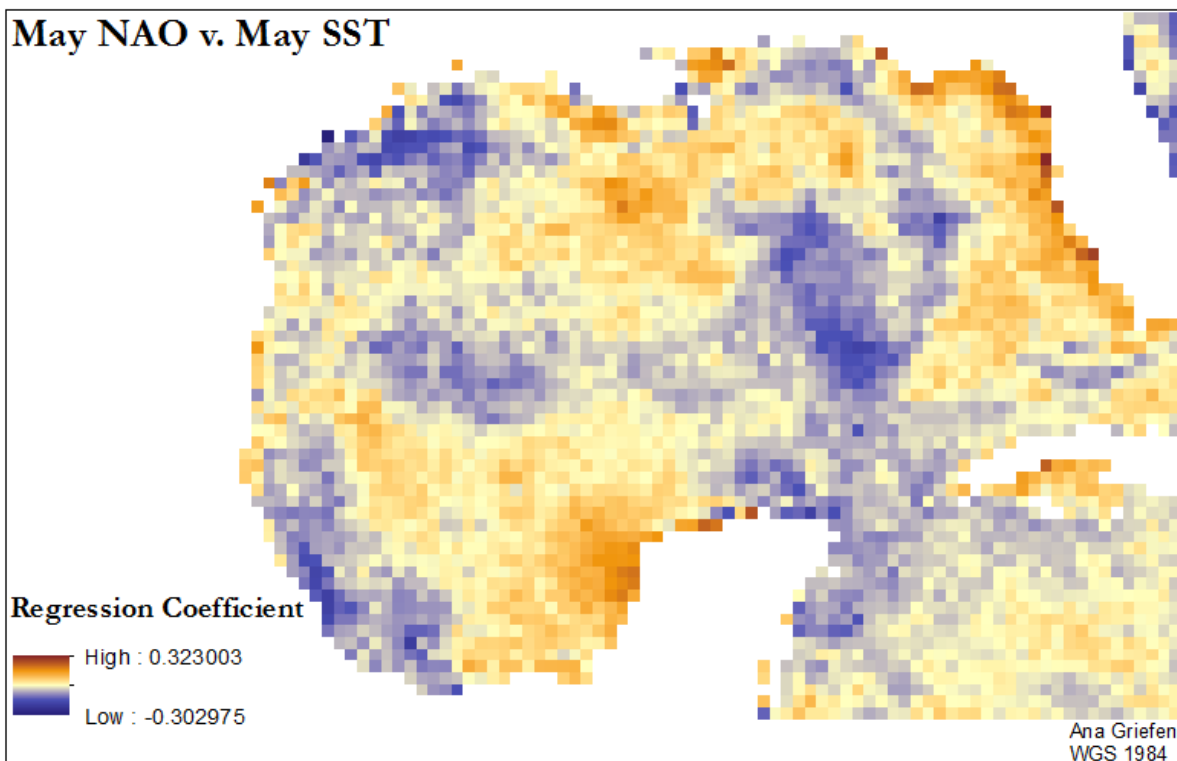 May NAO v. May SST
Regression Coefficient
High : 0.323003
Low : -0.302975
Ana Griefen
WGS 1984